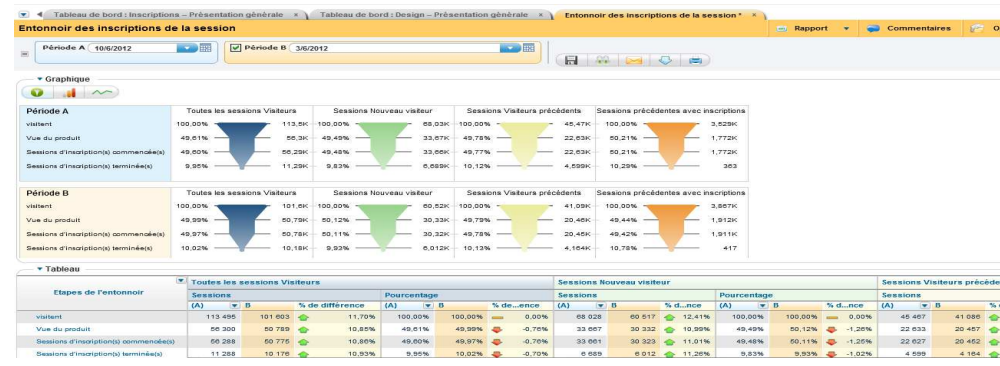 Tableau de bord : Inscriptions – Présentation générale × Tableau de bord : Design – Présentation générale × Entonnoir des inscriptions de la session * ×
Entonnoir des inscriptions de la session Rapport Commentaires O
Période A 10/6/2012 Période B 3/6/2012
Graphique
Période A Toutes les sessions Visiteurs Sessions Nouveau visiteur Sessions Visiteurs précédents Sessions précédentes avec inscriptions
visitent 100,00% 113,5K 100,00% 68,03K 100,00% 45,47K 100,00% 3,529K
Vue du produit 49,61% 56,3K 49,49% 33,67K 49,78% 22,63K 50,21% 1,772K
Sessions d'inscription(s) commencée(s) 49,60% 56,29K 49,48% 33,66K 49,77% 22,63K 50,21% 1,772K
Sessions d'inscription(s) terminée(s) 9,95% 11,29K 9,83% 6,689K 10,12% 4,599K 10,29% 363
Période B Toutes les sessions Visiteurs Sessions Nouveau visiteur Sessions Visiteurs précédents Sessions précédentes avec inscriptions
visitent 100,00% 101,6K 100,00% 60,52K 100,00% 41,09K 100,00% 3,867K
Vue du produit 49,99% 50,79K 50,12% 30,33K 49,79% 20,46K 49,44% 1,912K
Sessions d'inscription(s) commencée(s) 49,97% 50,78K 50,11% 30,32K 49,78% 20,45K 49,42% 1,911K
Sessions d'inscription(s) terminée(s) 10,02% 10,18K 9,93% 6,012K 10,13% 4,164K 10,78% 417
Tableau
Etapes de l'entonnoir Toutes les sessions Visiteurs Sessions Nouveau visiteur Sessions Visiteurs précéde
Sessions Pourcentage Sessions Pourcentage Sessions
(A) B % de différence (A) B % de...ence (A) B % d...nce (A) B % d...nce (A) B % d
visitent 113 495 101 603 11,70% 100,00% 100,00% 0,00% 68 028 60 517 12,41% 100,00% 100,00% 0,00% 45 467 41 086
Vue du produit 56 300 50 789 10,85% 49,61% 49,99% -0,76% 33 667 30 332 10,99% 49,49% 50,12% -1,26% 22 633 20 457
Sessions d'inscription(s) commencée(s) 56 288 50 775 10,86% 49,60% 49,97% -0,76% 33 661 30 323 11,01% 49,48% 50,11% -1,25% 22 627 20 452
Sessions d'inscription(s) terminée(s) 11 288 10 176 10,93% 9,95% 10,02% -0,70% 6 689 6 012 11,26% 9,83% 9,93% -1,02% 4 599 4 164